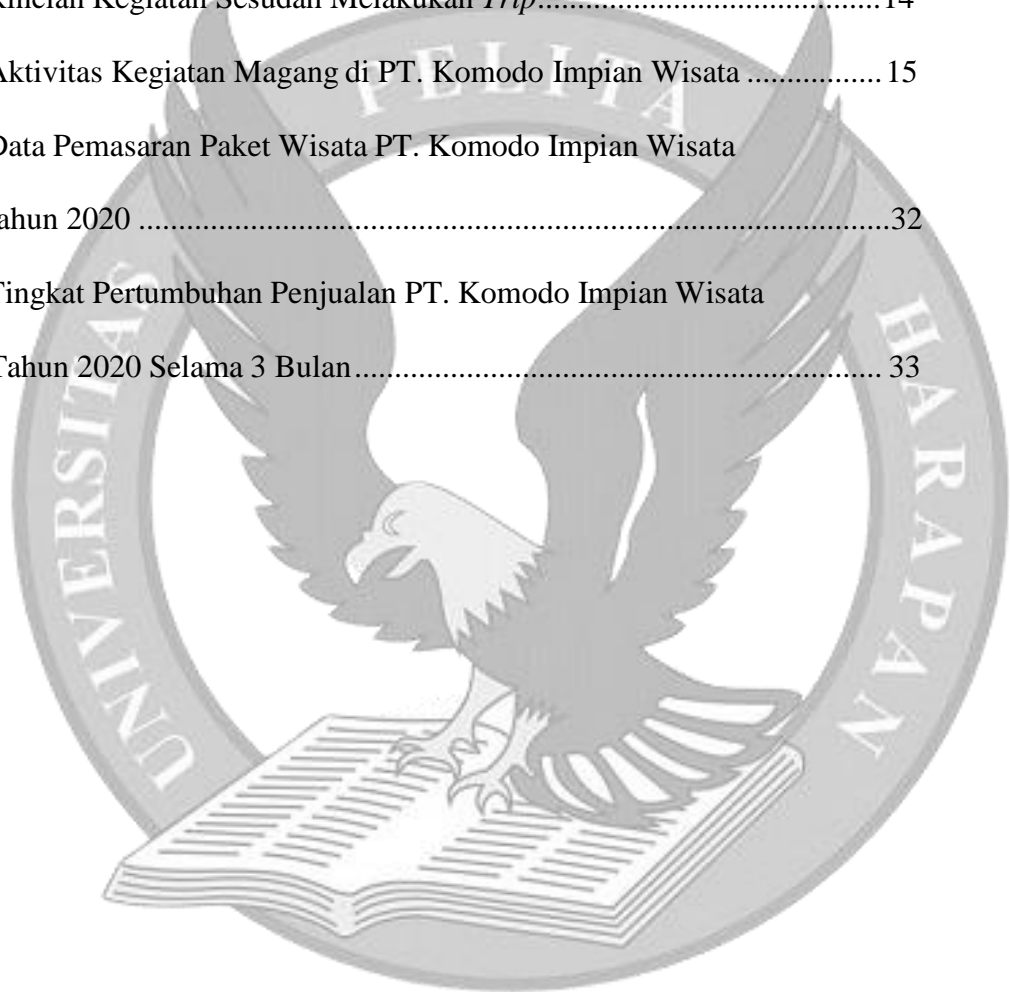 Kegiatan Sesudah Melakukan Trip....................................14
Aktivitas Kegiatan Magang di PT. Komodo Impian Wisata ................ 15
Data Pemasaran Paket Wisata PT. Komodo Impian Wisata
ahun 2020 ..........................................................................................32
Tingkat Pertumbuhan Penjualan PT. Komodo Impian Wisata
Tahun 2020 Selama 3 Bulan............................................................... 33
UNIVERSITAS PELITA HARAPAN